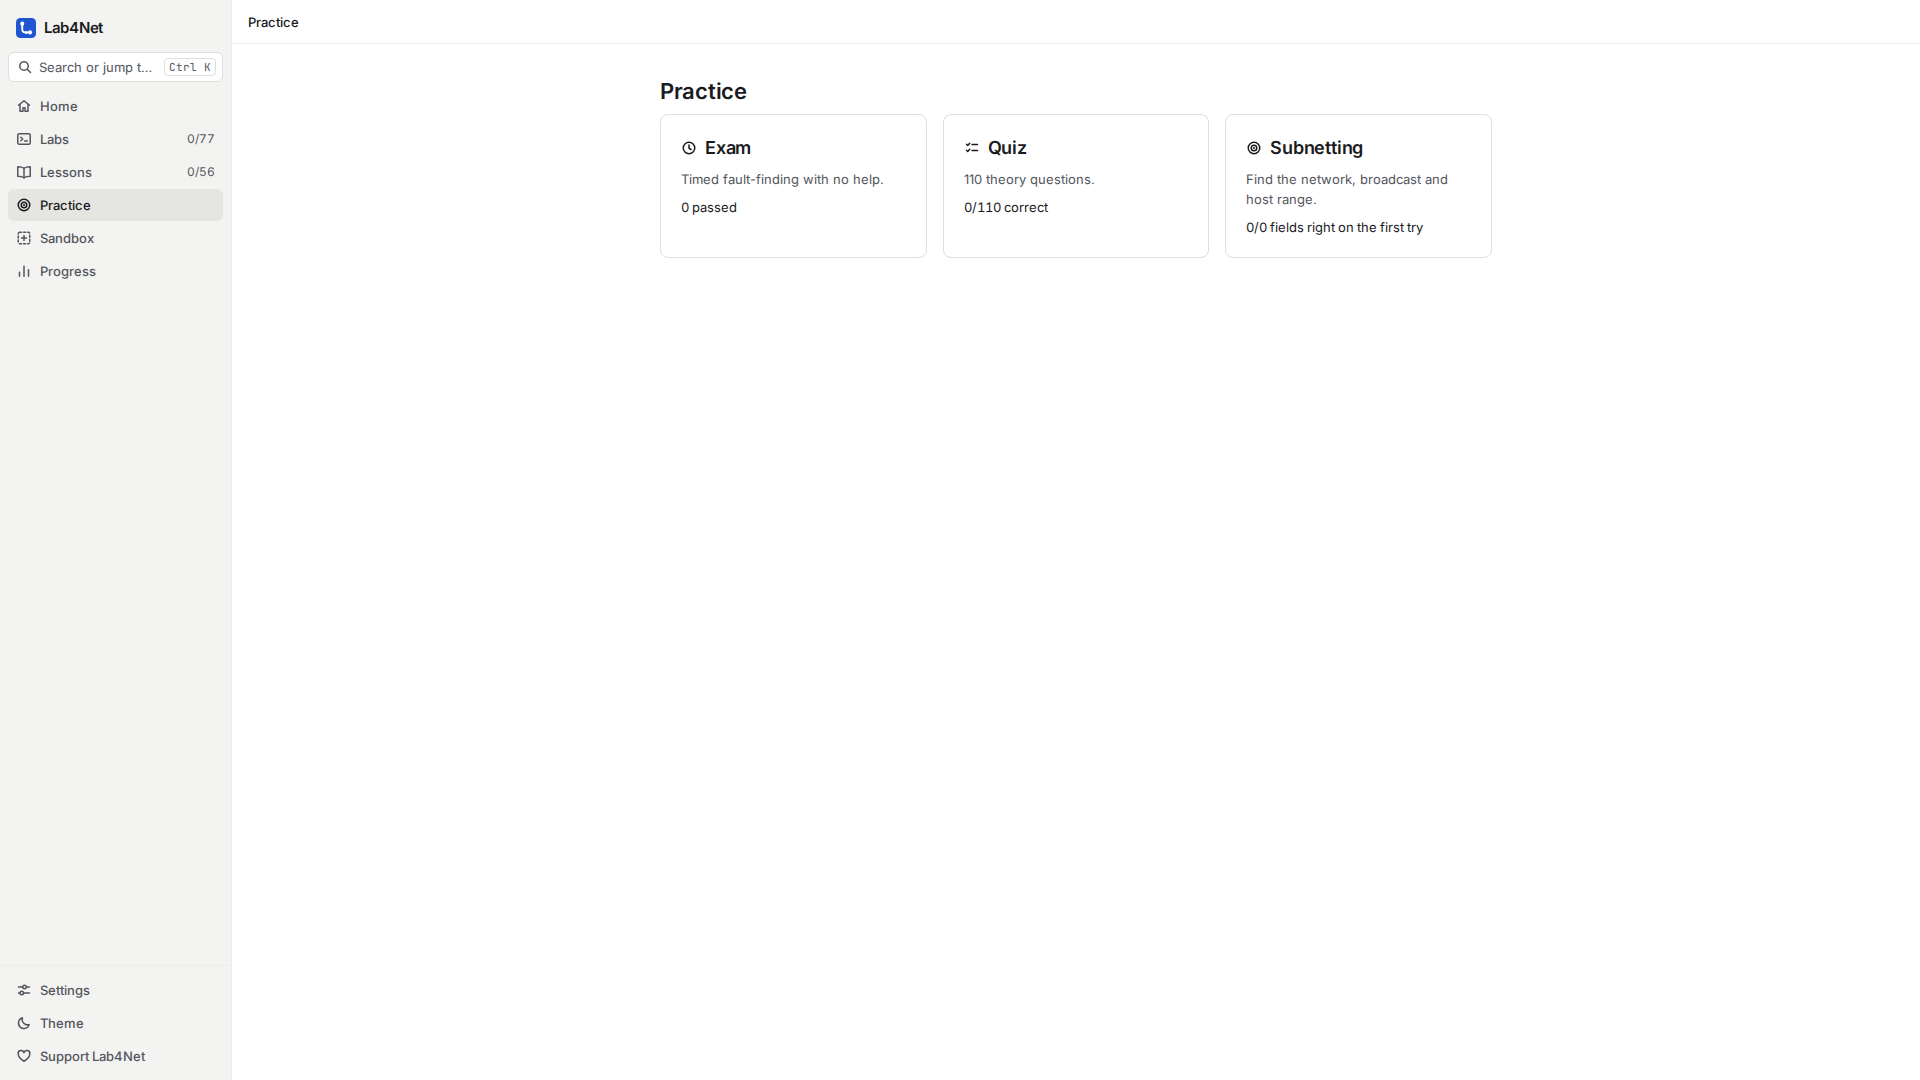 Lab4Net
Search or jump t...
Ctrl K
Home
Labs 0/77
Lessons 0/56
Practice
Sandbox
Progress
Settings
Theme
Support Lab4Net
Practice
Practice
Exam
Timed fault-finding with no help.
0 passed
Quiz
110 theory questions.
0/110 correct
Subnetting
Find the network, broadcast and
host range.
0/0 fields right on the first try